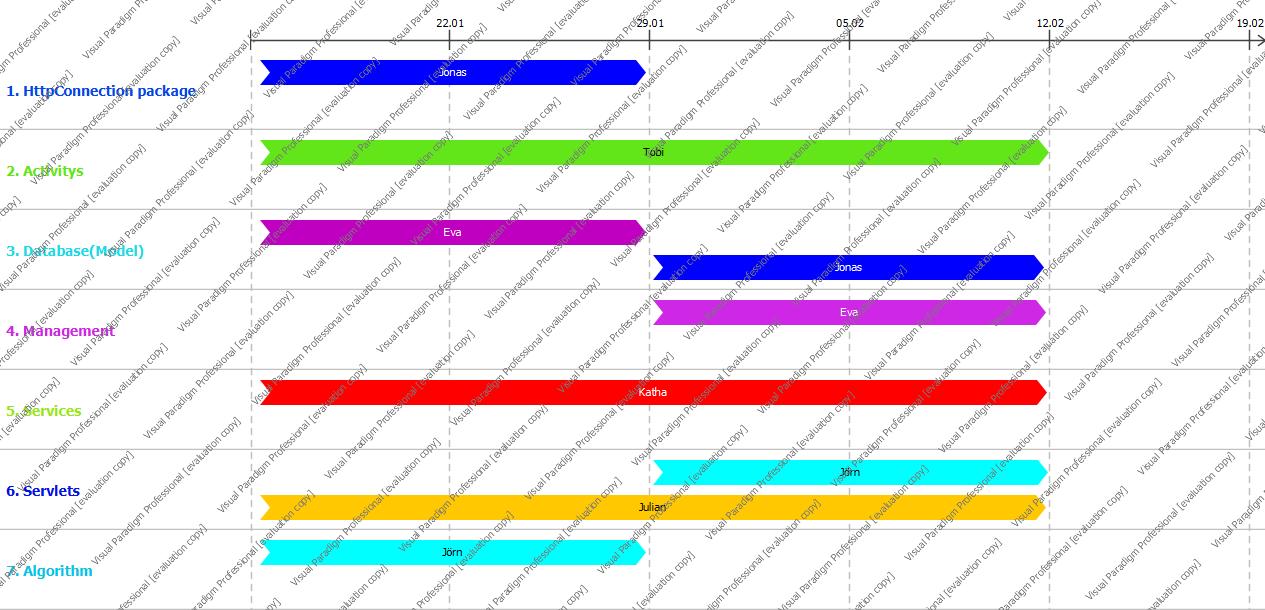 22.01 29.01 05.02 12.02 19.02
Jonas
1. HttpConnection package
Tobi
2. Activitys
Eva
3. Database(Model)
Jonas
Eva
4. Management
Katha
5. Services
Jörn
6. Servlets
Julian
Jörn
7. Algorithm
Visual Paradigm Professional [evaluation copy]